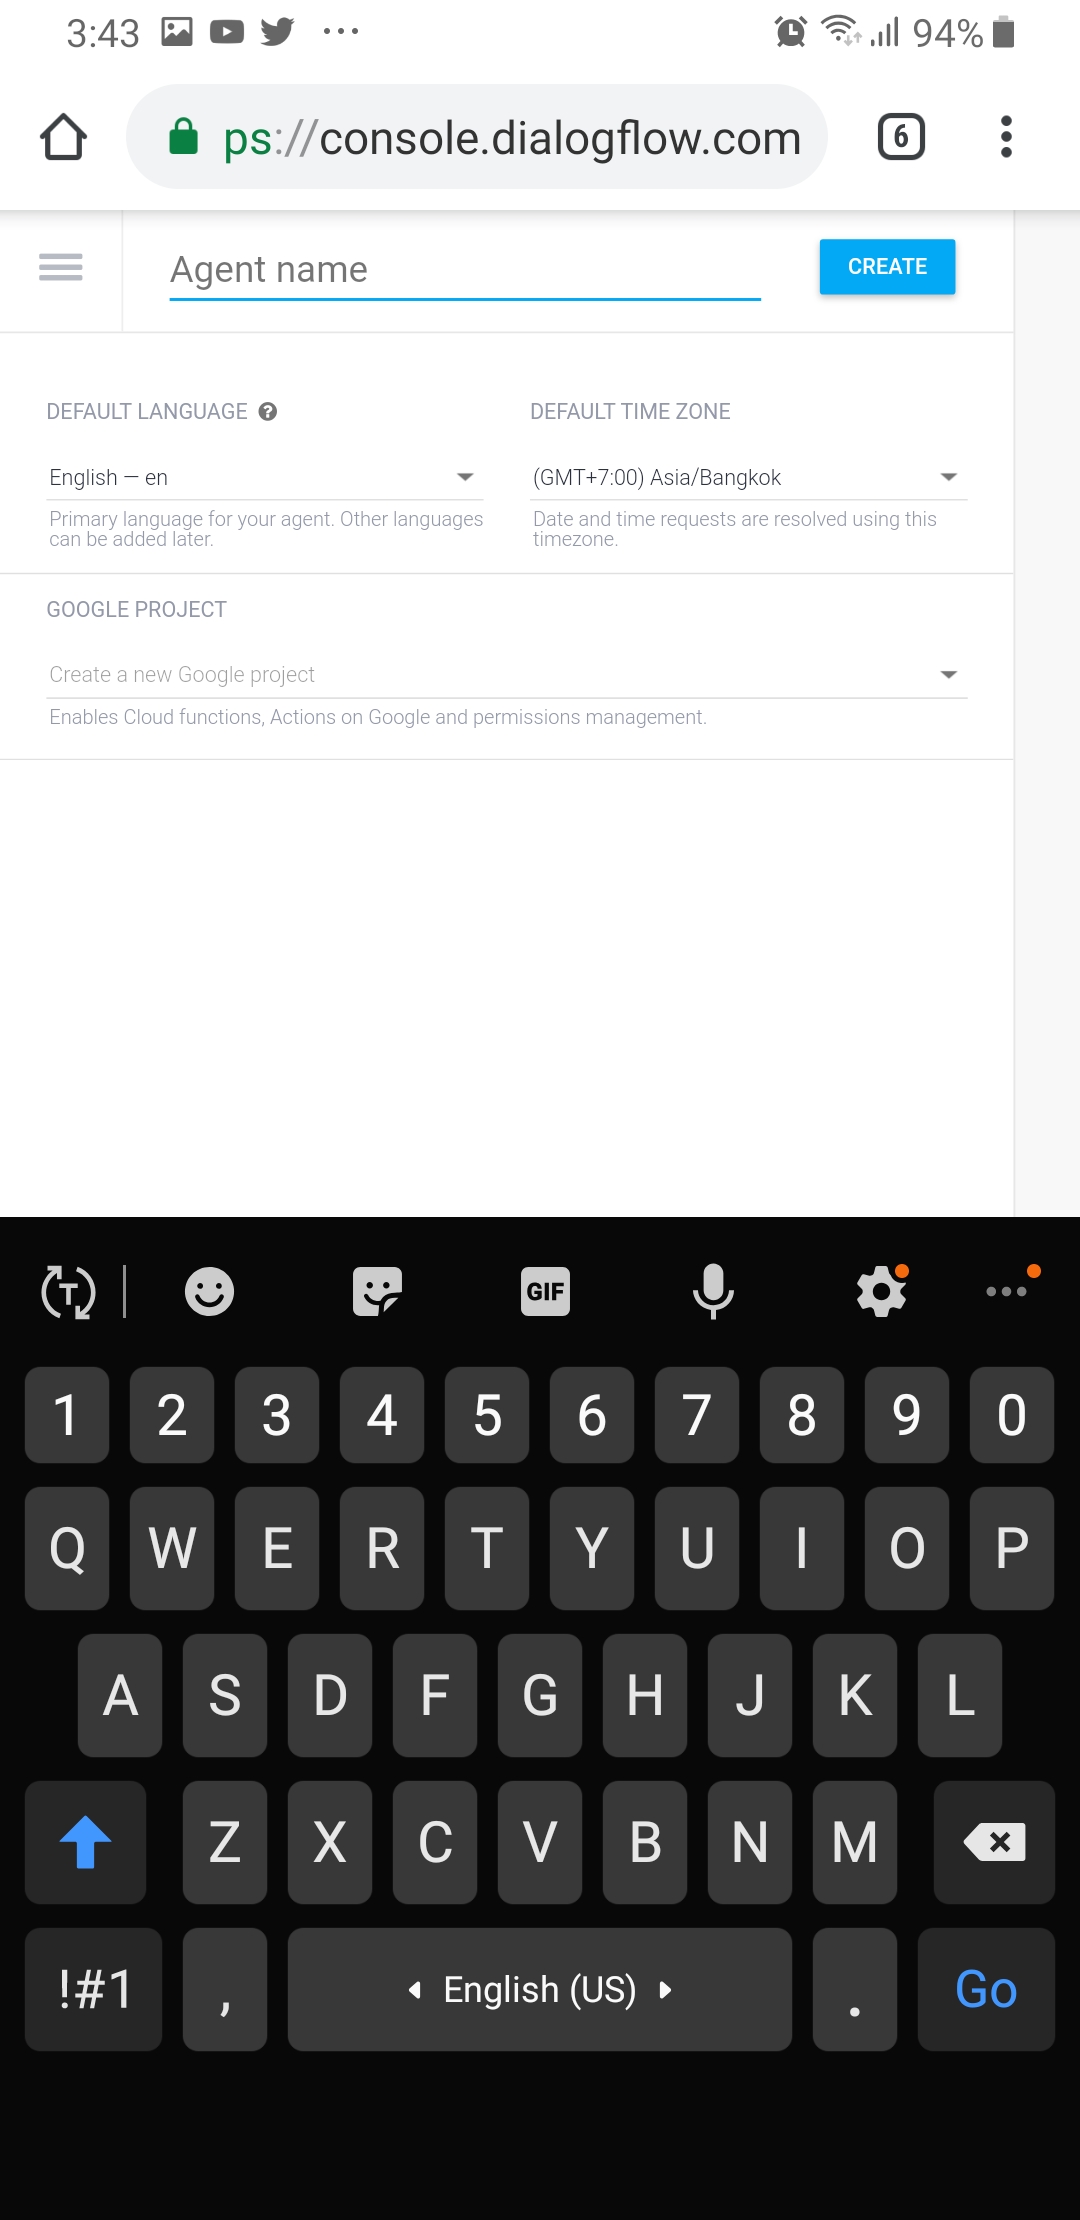 3:43 94%
ps://console.dialogflow.com 6
Agent name CREATE
DEFAULT LANGUAGE ? DEFAULT TIME ZONE
English — en (GMT+7:00) Asia/Bangkok
Primary language for your agent. Other languages Date and time requests are resolved using this
can be added later. timezone.
GOOGLE PROJECT
Create a new Google project
Enables Cloud functions, Actions on Google and permissions management.
T GIF
1 2 3 4 5 6 7 8 9 0
Q W E R T Y U I O P
A S D F G H J K L
Z X C V B N M
!#1 , English (US) . Go